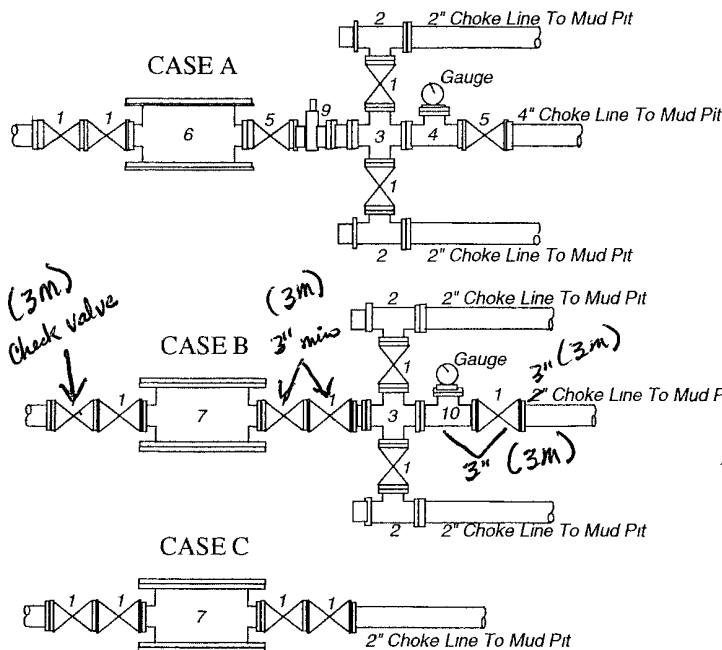 2 2" Choke Line To Mud Pit
CASE A
1 Gauge
1 1 6 5 9 3 4 5 4" Choke Line To Mud Pit
1
2 2" Choke Line To Mud Pit
(3m) Check valve
(3m) 3" min
2 2" Choke Line To Mud Pit
CASE B
1 Gauge
3" (3m)
1 7 1 3 10 1 2" Choke Line To Mud P
1 3" (3m)
2 2" Choke Line To Mud Pit
CASE C
1 1 7 1 1
2" Choke Line To Mud Pit